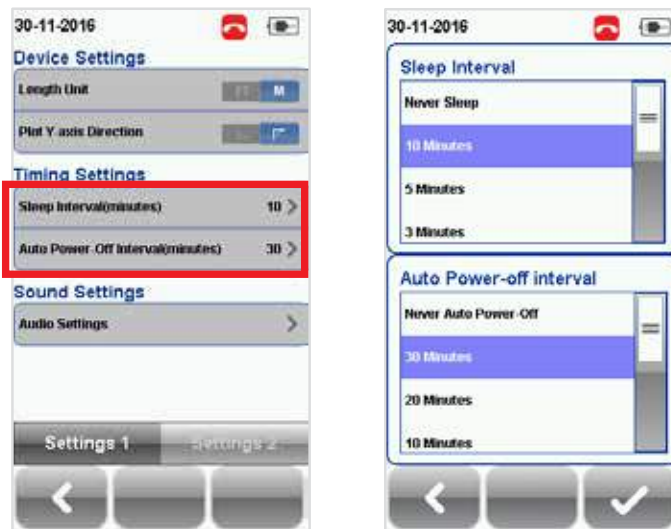 30-11-2016
Device Settings
Length Unit M
Plot Y-axis Direction
Timing Settings
Sleep Interval(minutes) 10
Auto Power-Off Interval(minutes) 30
Sound Settings
Audio Settings
Settings 1 Settings 2
30-11-2016
Sleep Interval
Never Sleep
10 Minutes
5 Minutes
3 Minutes
Auto Power-off interval
Never Auto Power-Off
30 Minutes
20 Minutes
10 Minutes